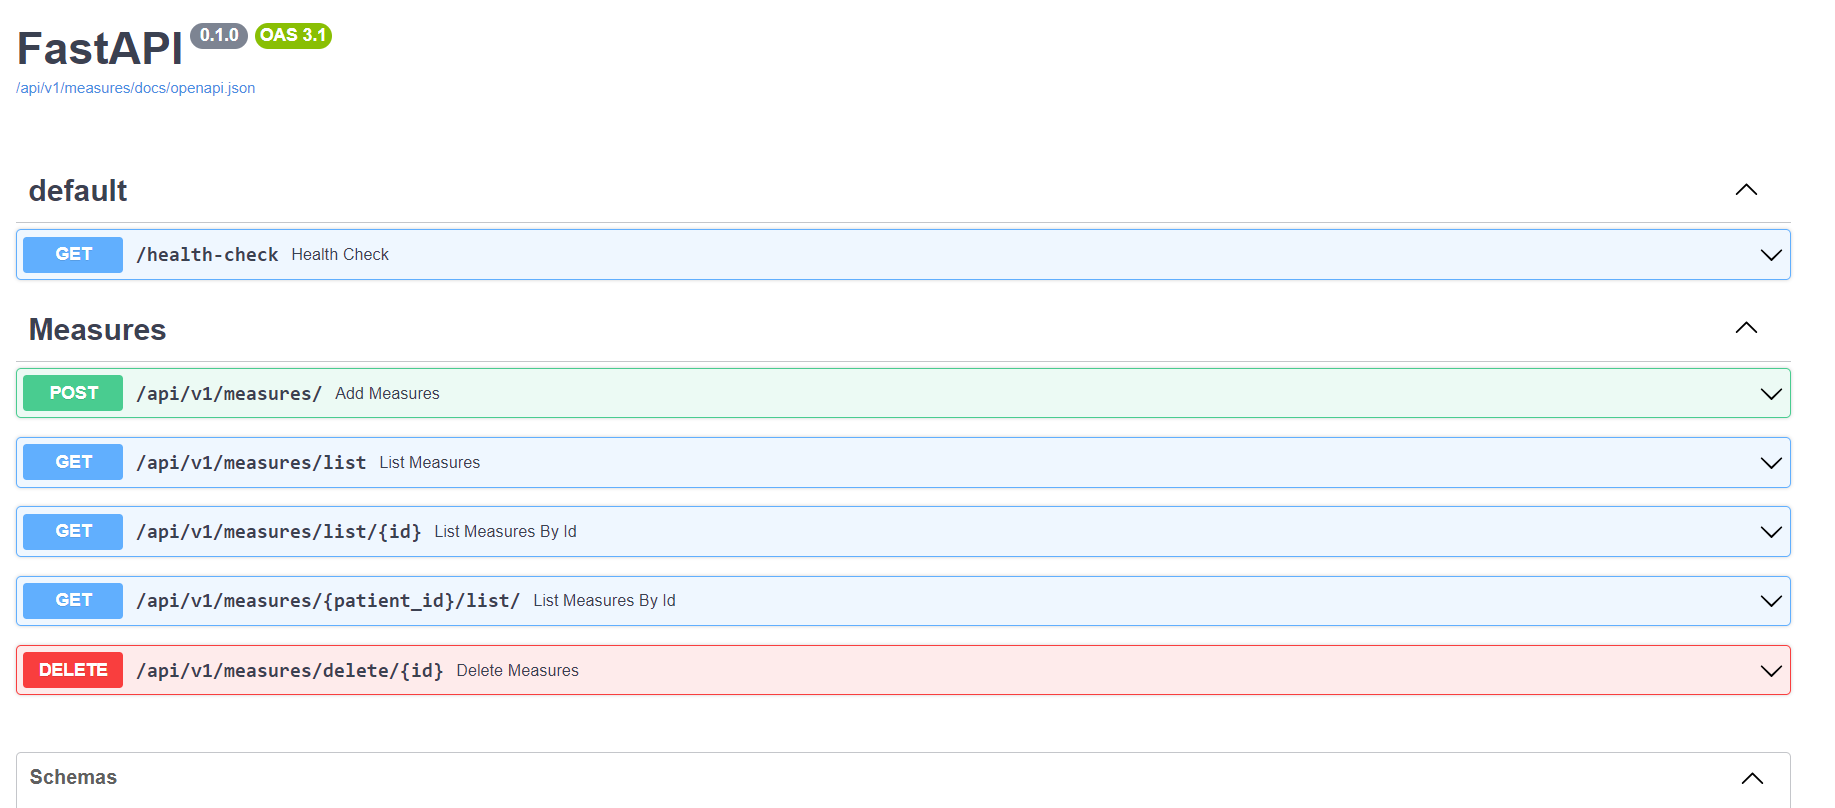 FastAPI 0.1.0 OAS 3.1
/api/v1/measures/docs/openapi.json
default
GET /health-check Health Check
Measures
POST /api/v1/measures/ Add Measures
GET /api/v1/measures/list List Measures
GET /api/v1/measures/list/{id} List Measures By Id
GET /api/v1/measures/{patient_id}/list/ List Measures By Id
DELETE /api/v1/measures/delete/{id} Delete Measures
Schemas